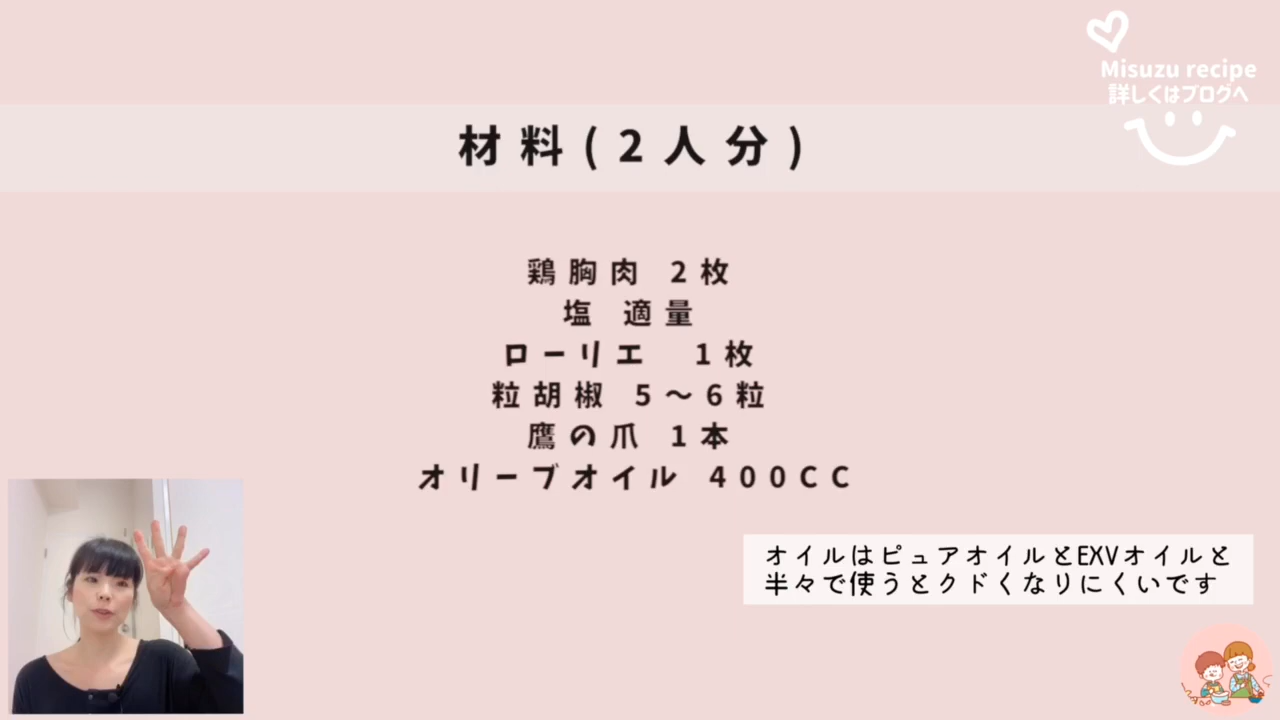 Misuzu recipe
詳しくはブログへ
材料(2人分)
鶏胸肉 2枚
塩 適量
ローリエ 1枚
粒胡椒 5〜6粒
鷹の爪 1本
オリーブオイル 400CC
オイルはピュアオイルとEXVオイルと
半々で使うとクドくなりにくいです